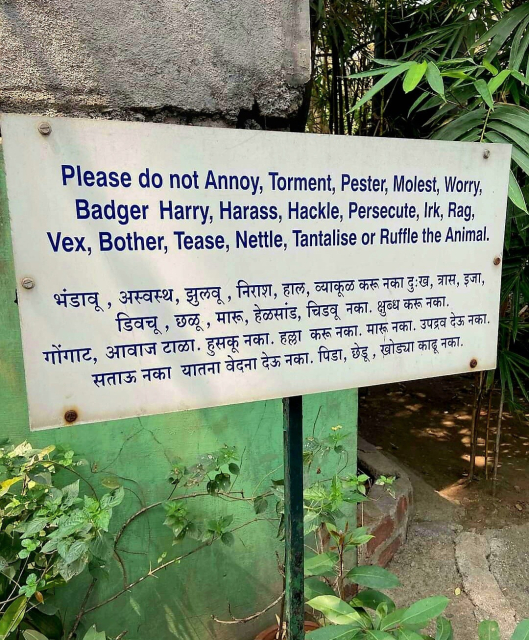 Please do not Annoy, Torment, Pester, Molest, Worry,
Badger Harry, Harass, Hackle, Persecute, Irk, Rag,
Vex, Bother, Tease, Nettle, Tantalise or Ruffle the Animal.
भंडावू , अस्वस्थ, झुलवू , निराश, हाल, व्याकूळ करू नका दुःख, त्रास, इजा,
डिवचू , छळू , मारू, हेळसांड, चिडवू नका. क्षुब्ध करू नका.
गोंगाट, आवाज टाळा. हुसकू नका. हल्ला करू नका. मारू नका. उपद्रव देऊ नका.
सताऊ नका यातना वेदना देऊ नका. पिडा, छेडू , खोड्या काढू नका.